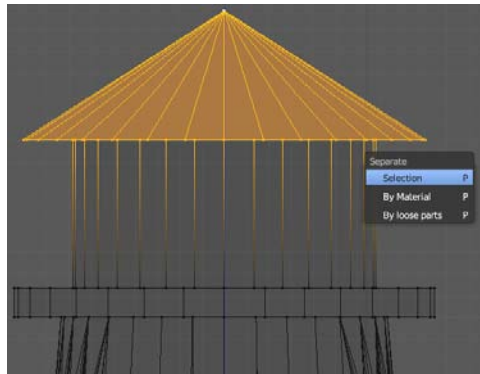 Separate
Selection P
By Material P
By loose parts P